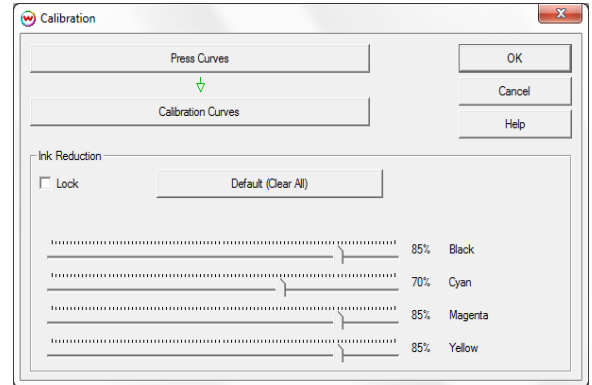 Calibration
Press Curves
OK
Calibration Curves
Cancel
Help
Ink Reduction
Lock
Default (Clear All)
85% Black
70% Cyan
85% Magenta
85% Yellow